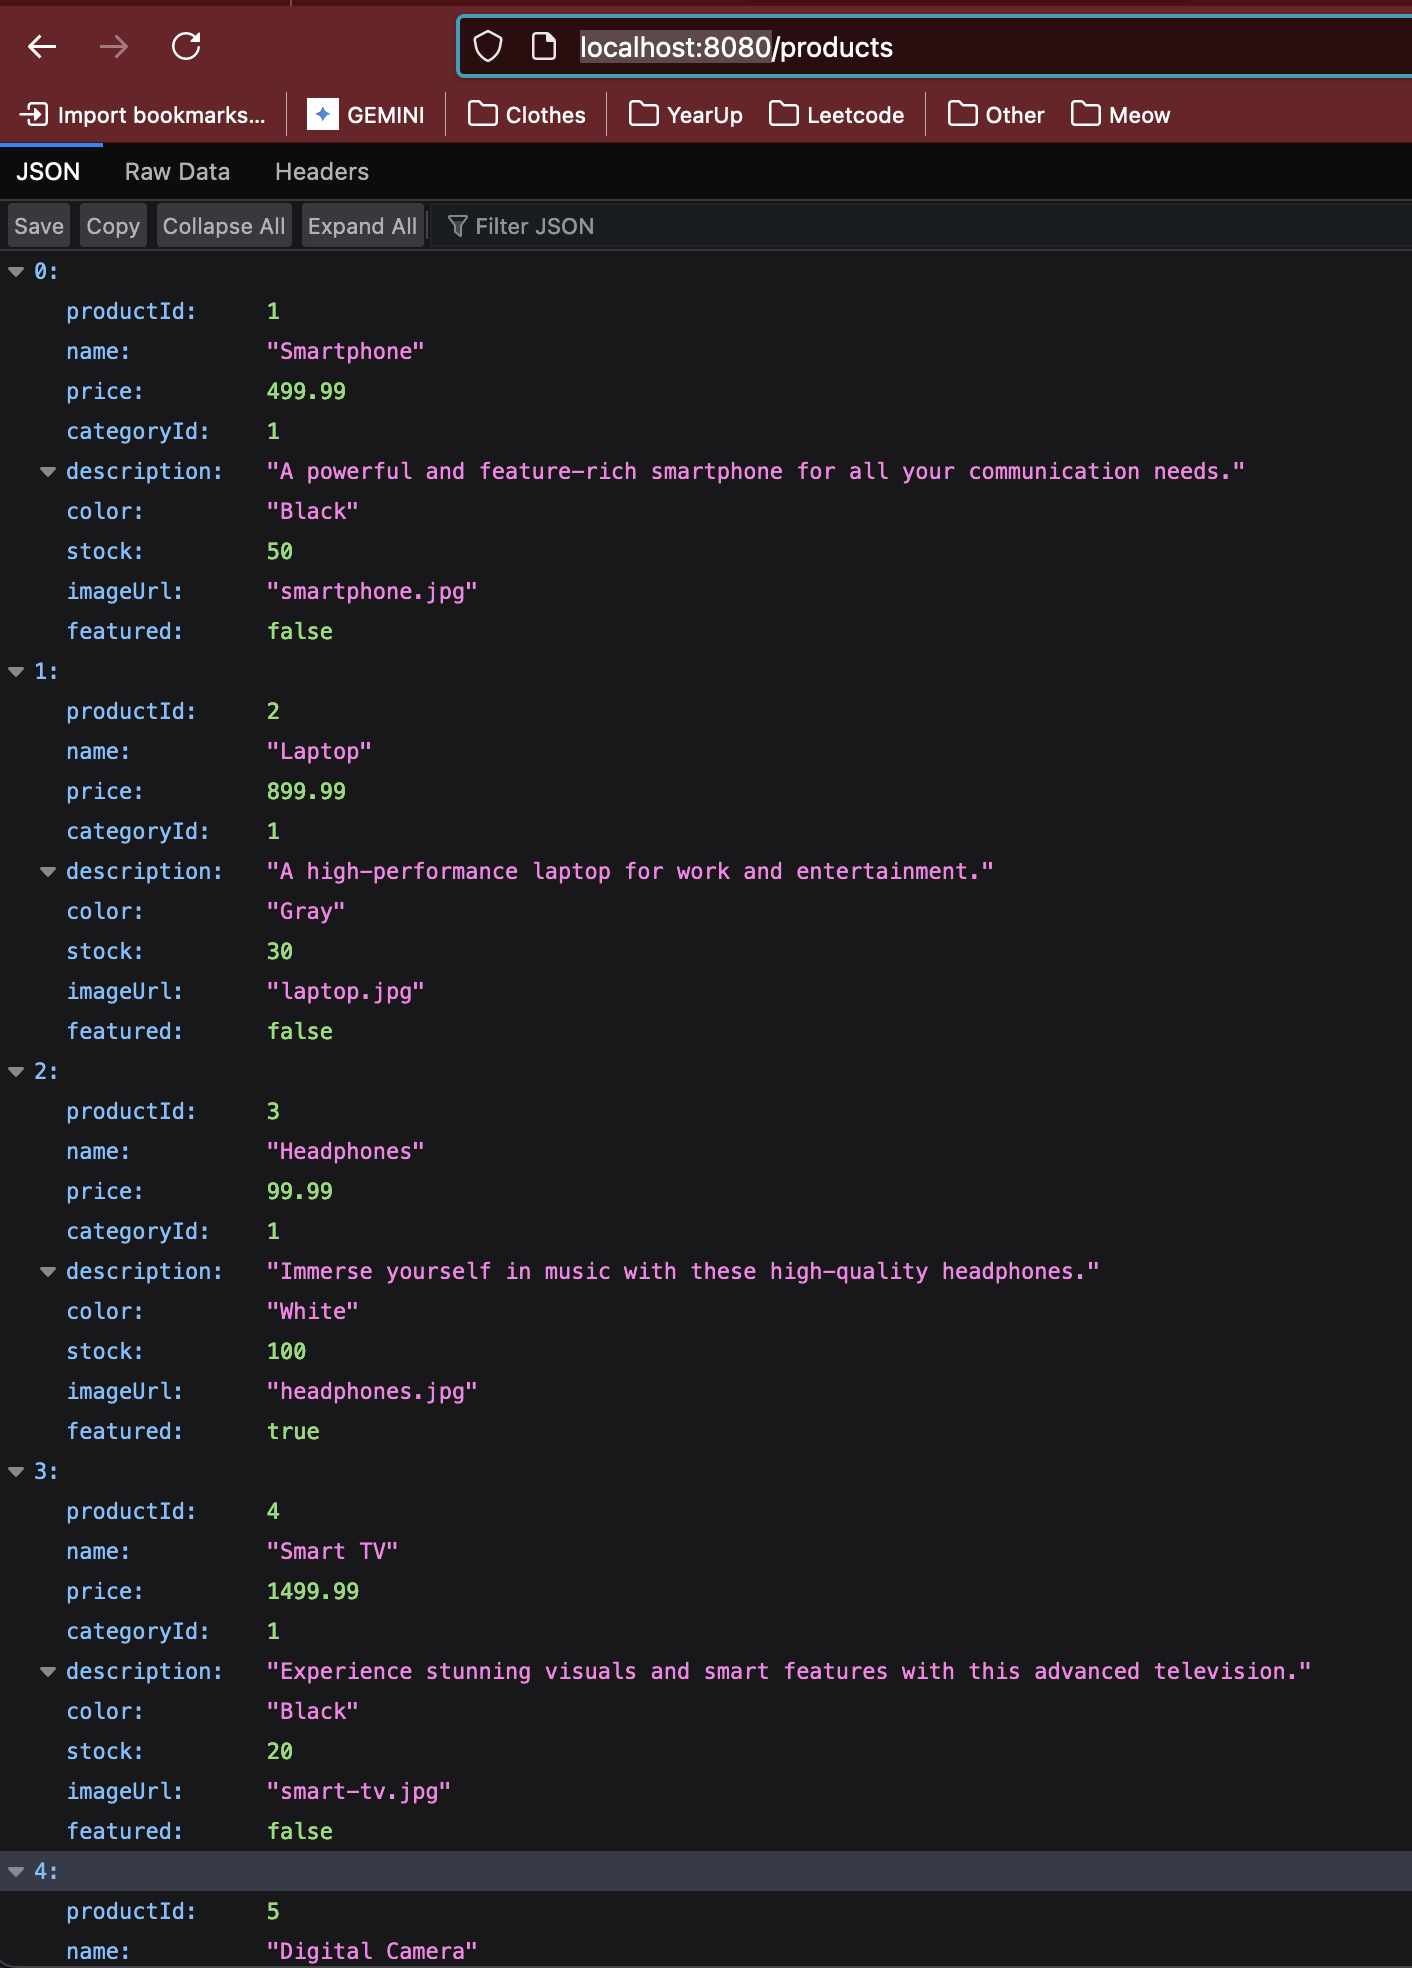 localhost:8080/products
Import bookmarks... GEMINI Clothes YearUp Leetcode Other Meow
JSON Raw Data Headers
Save Copy Collapse All Expand All Filter JSON
0:
productId: 1
name: "Smartphone"
price: 499.99
categoryId: 1
description: "A powerful and feature-rich smartphone for all your communication needs."
color: "Black"
stock: 50
imageUrl: "smartphone.jpg"
featured: false
1:
productId: 2
name: "Laptop"
price: 899.99
categoryId: 1
description: "A high-performance laptop for work and entertainment."
color: "Gray"
stock: 30
imageUrl: "laptop.jpg"
featured: false
2:
productId: 3
name: "Headphones"
price: 99.99
categoryId: 1
description: "Immerse yourself in music with these high-quality headphones."
color: "White"
stock: 100
imageUrl: "headphones.jpg"
featured: true
3:
productId: 4
name: "Smart TV"
price: 1499.99
categoryId: 1
description: "Experience stunning visuals and smart features with this advanced television."
color: "Black"
stock: 20
imageUrl: "smart-tv.jpg"
featured: false
4:
productId: 5
name: "Digital Camera"